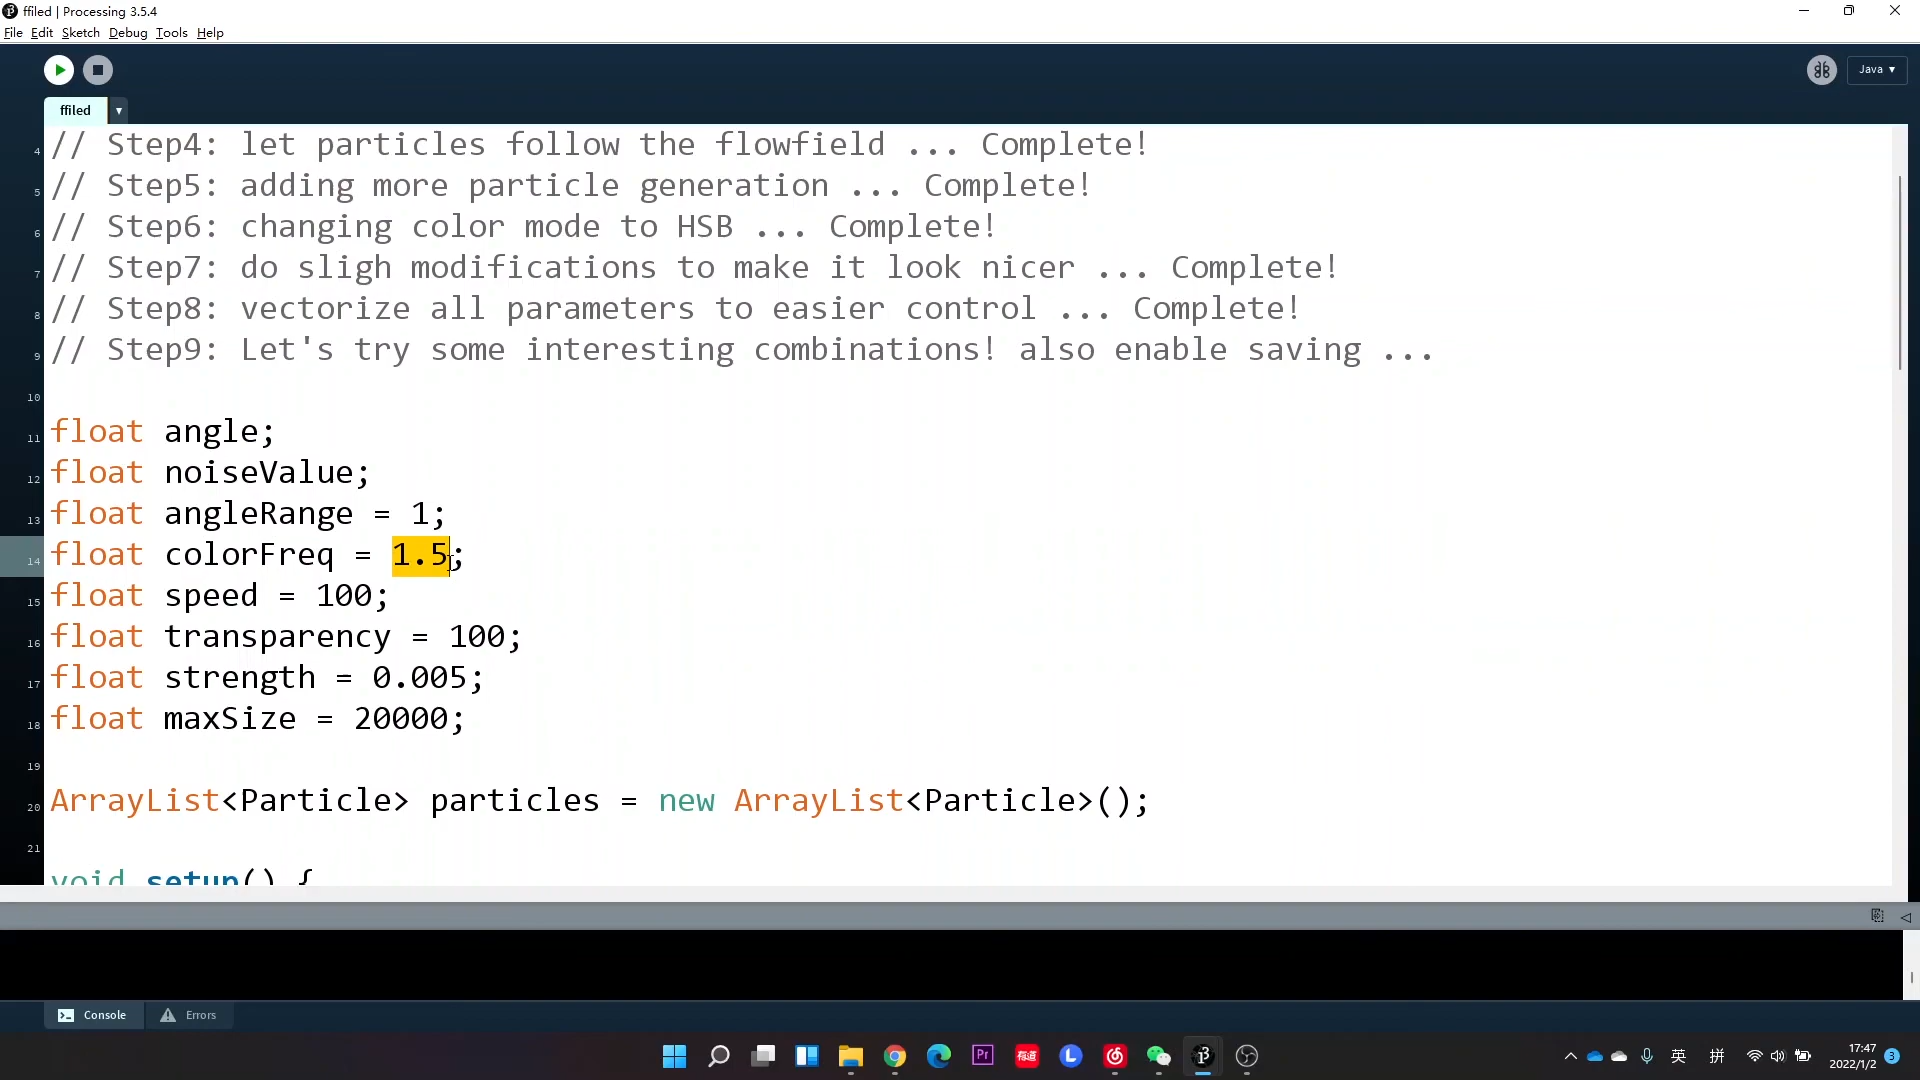 ffiled | Processing 3.5.4
File Edit Sketch Debug Tools Help
Java ▾
ffiled ▾
4 // Step4: let particles follow the flowfield ... Complete!
5 // Step5: adding more particle generation ... Complete!
6 // Step6: changing color mode to HSB ... Complete!
7 // Step7: do sligh modifications to make it look nicer ... Complete!
8 // Step8: vectorize all parameters to easier control ... Complete!
9 // Step9: Let's try some interesting combinations! also enable saving ...
10
11 float angle;
12 float noiseValue;
13 float angleRange = 1;
14 float colorFreq = 1.5;
15 float speed = 100;
16 float transparency = 100;
17 float strength = 0.005;
18 float maxSize = 20000;
19
20 ArrayList<Particle> particles = new ArrayList<Particle>();
21
void setup() {
Console Errors
Pr 有道 L 英 拼 17:47
2022/1/2 3